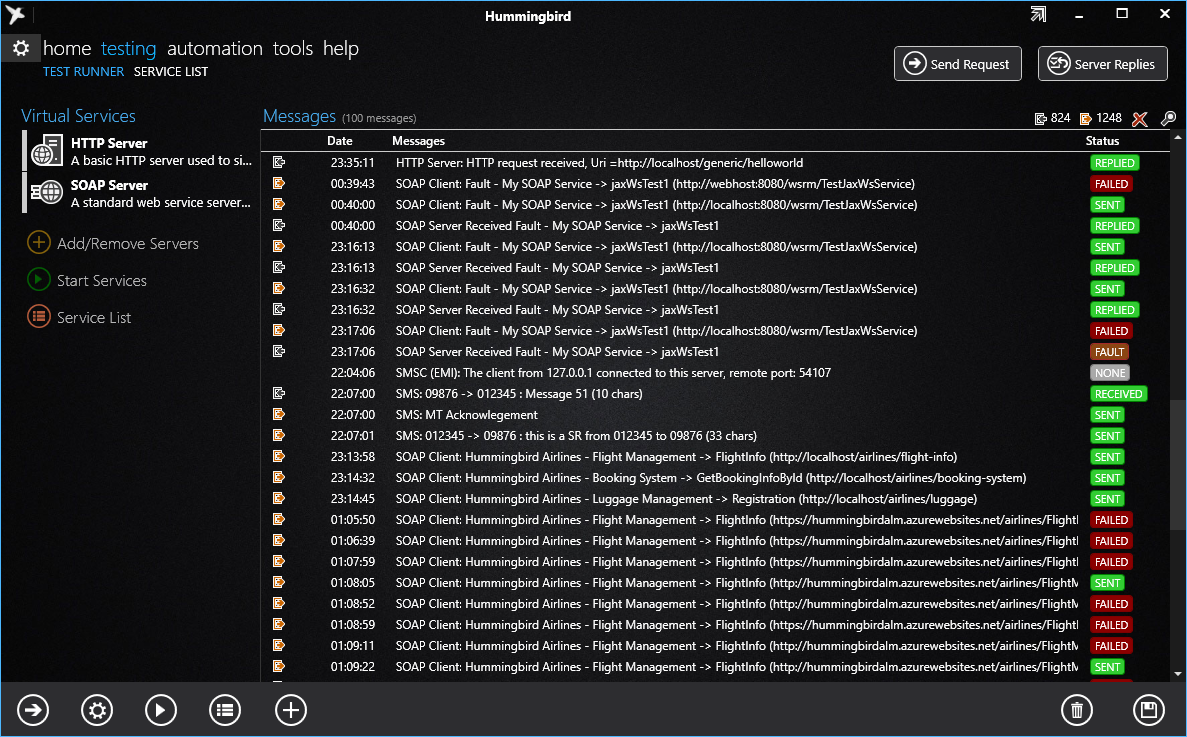 Hummingbird
home testing automation tools help
TEST RUNNER SERVICE LIST
Send Request
Server Replies
Virtual Services
HTTP Server
A basic HTTP server used to si...
SOAP Server
A standard web service server...
Add/Remove Servers
Start Services
Service List
Messages (100 messages)
824 1248
Date Messages Status
23:35:11 HTTP Server: HTTP request received, Uri =http://localhost/generic/helloworld REPLIED
00:39:43 SOAP Client: Fault - My SOAP Service -> jaxWsTest1 (http://webhost:8080/wsrm/TestJaxWsService) FAILED
00:40:00 SOAP Client: Fault - My SOAP Service -> jaxWsTest1 (http://localhost:8080/wsrm/TestJaxWsService) SENT
00:40:00 SOAP Server Received Fault - My SOAP Service -> jaxWsTest1 REPLIED
23:16:13 SOAP Client: Fault - My SOAP Service -> jaxWsTest1 (http://localhost:8080/wsrm/TestJaxWsService) SENT
23:16:13 SOAP Server Received Fault - My SOAP Service -> jaxWsTest1 REPLIED
23:16:32 SOAP Client: Fault - My SOAP Service -> jaxWsTest1 (http://localhost:8080/wsrm/TestJaxWsService) SENT
23:16:32 SOAP Server Received Fault - My SOAP Service -> jaxWsTest1 REPLIED
23:17:06 SOAP Client: Fault - My SOAP Service -> jaxWsTest1 (http://localhost:8080/wsrm/TestJaxWsService) FAILED
23:17:06 SOAP Server Received Fault - My SOAP Service -> jaxWsTest1 FAULT
22:04:06 SMSC (EMI): The client from 127.0.0.1 connected to this server, remote port: 54107 NONE
22:07:00 SMS: 09876 -> 012345 : Message 51 (10 chars) RECEIVED
22:07:00 SMS: MT Acknowlegement SENT
22:07:01 SMS: 012345 -> 09876 : this is a SR from 012345 to 09876 (33 chars) SENT
23:13:58 SOAP Client: Hummingbird Airlines - Flight Management -> FlightInfo (http://localhost/airlines/flight-info) SENT
23:14:32 SOAP Client: Hummingbird Airlines - Booking System -> GetBookingInfoById (http://localhost/airlines/booking-system) SENT
23:14:45 SOAP Client: Hummingbird Airlines - Luggage Management -> Registration (http://localhost/airlines/luggage) SENT
01:05:50 SOAP Client: Hummingbird Airlines - Flight Management -> FlightInfo (https://hummingbirdalm.azurewebsites.net/airlines/Flight FAILED
01:06:39 SOAP Client: Hummingbird Airlines - Flight Management -> FlightInfo (https://hummingbirdalm.azurewebsites.net/airlines/Flight FAILED
01:07:59 SOAP Client: Hummingbird Airlines - Flight Management -> FlightInfo (https://hummingbirdalm.azurewebsites.net/airlines/Flight FAILED
01:08:05 SOAP Client: Hummingbird Airlines - Flight Management -> FlightInfo (http://hummingbirdalm.azurewebsites.net/airlines/FlightM SENT
01:08:52 SOAP Client: Hummingbird Airlines - Flight Management -> FlightInfo (http://hummingbirdalm.azurewebsites.net/airlines/FlightM FAILED
01:08:59 SOAP Client: Hummingbird Airlines - Flight Management -> FlightInfo (https://hummingbirdalm.azurewebsites.net/airlines/Flight FAILED
01:09:11 SOAP Client: Hummingbird Airlines - Flight Management -> FlightInfo (http://hummingbirdalm.azurewebsites.net/airlines/FlightM FAILED
01:09:22 SOAP Client: Hummingbird Airlines - Flight Management -> FlightInfo (http://hummingbirdalm.azurewebsites.net/airlines/FlightM SENT